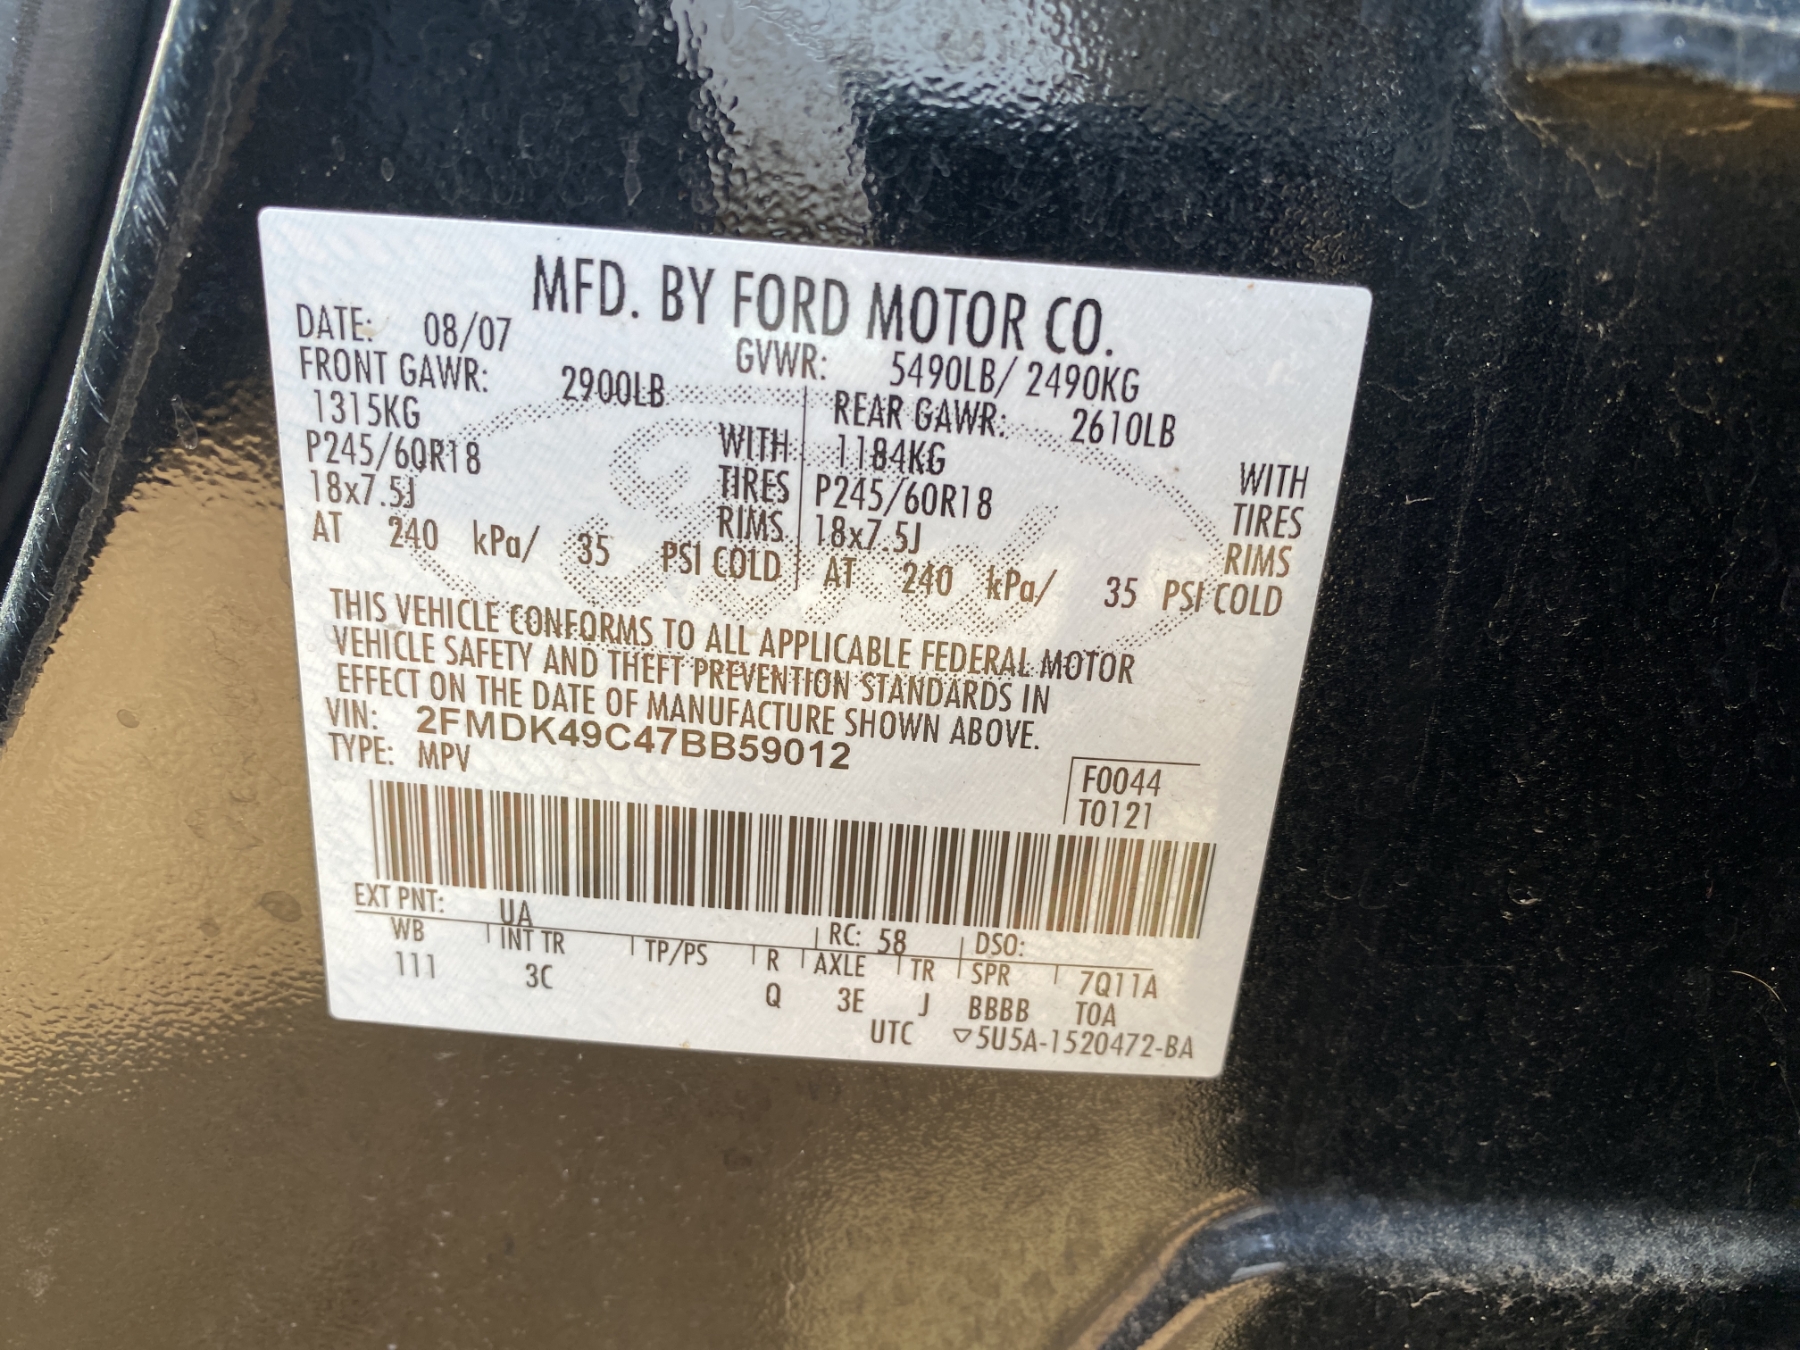 MFD. BY FORD MOTOR CO.
DATE: 08/07 GVWR: 5490LB/ 2490KG
FRONT GAWR: 2900LB REAR GAWR: 2610LB
1315KG WITH 1184KG WITH
P245/60R18 TIRES P245/60R18 TIRES
18x7.5J RIMS 18x7.5J RIMS
AT 240 kPa/ 35 PSI COLD AT 240 kPa/ 35 PSI COLD
THIS VEHICLE CONFORMS TO ALL APPLICABLE FEDERAL MOTOR
VEHICLE SAFETY AND THEFT PREVENTION STANDARDS IN
EFFECT ON THE DATE OF MANUFACTURE SHOWN ABOVE.
VIN: 2FMDK49C47BB59012
TYPE: MPV
F0044
T0121
EXT PNT: UA RC: 58 DSO:
WB INT TR TP/PS R AXLE TR SPR 7Q11A
111 3C Q 3E J BBBB TOA
UTC ▽5U5A-1520472-BA